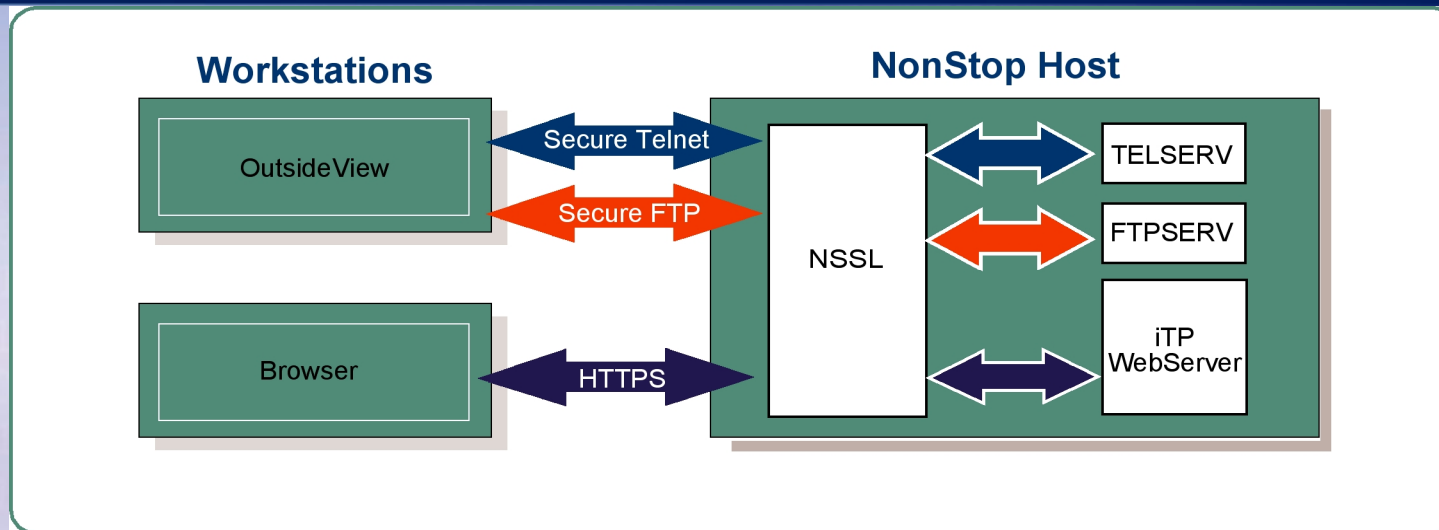 Workstations
NonStop Host
OutsideView
Secure Telnet
Secure FTP
NSSL
TELSERV
FTPSERV
Browser
HTTPS
iTP
WebServer